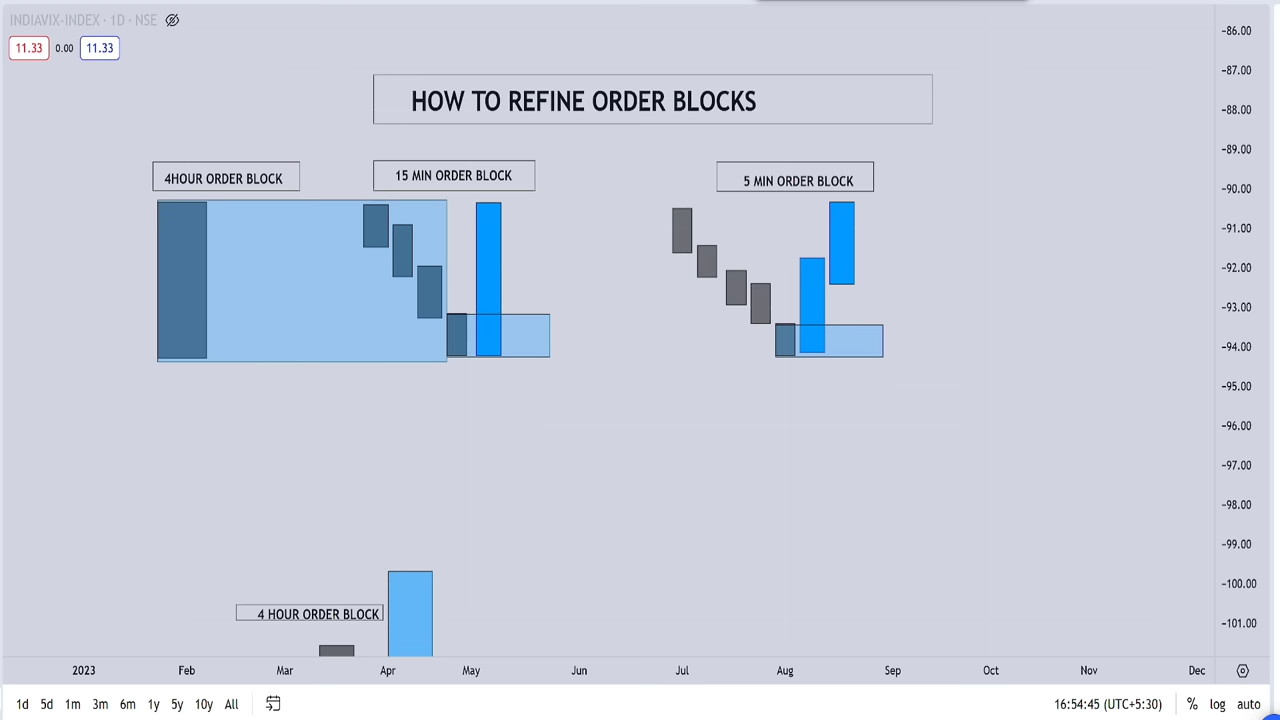 INDIAVIX-INDEX · 1D · NSE
11.33 0.00 11.33
HOW TO REFINE ORDER BLOCKS
4HOUR ORDER BLOCK
15 MIN ORDER BLOCK
5 MIN ORDER BLOCK
4 HOUR ORDER BLOCK
−86.00
−87.00
−88.00
−89.00
−90.00
−91.00
−92.00
−93.00
−94.00
−95.00
−96.00
−97.00
−98.00
−99.00
−100.00
−101.00
2023 Feb Mar Apr May Jun Jul Aug Sep Oct Nov Dec
1d 5d 1m 3m 6m 1y 5y 10y All 16:54:45 (UTC+5:30) % log auto